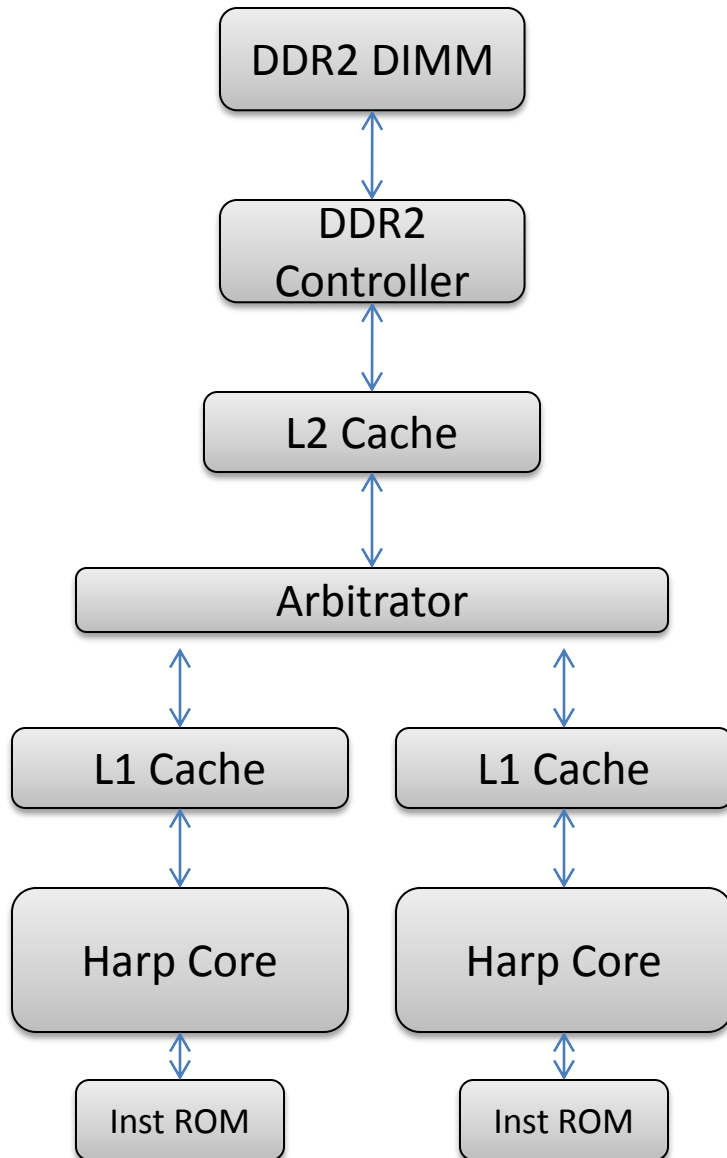 DDR2 DIMM
DDR2
Controller
L2 Cache
Arbitrator
L1 Cache
L1 Cache
Harp Core
Harp Core
Inst ROM
Inst ROM